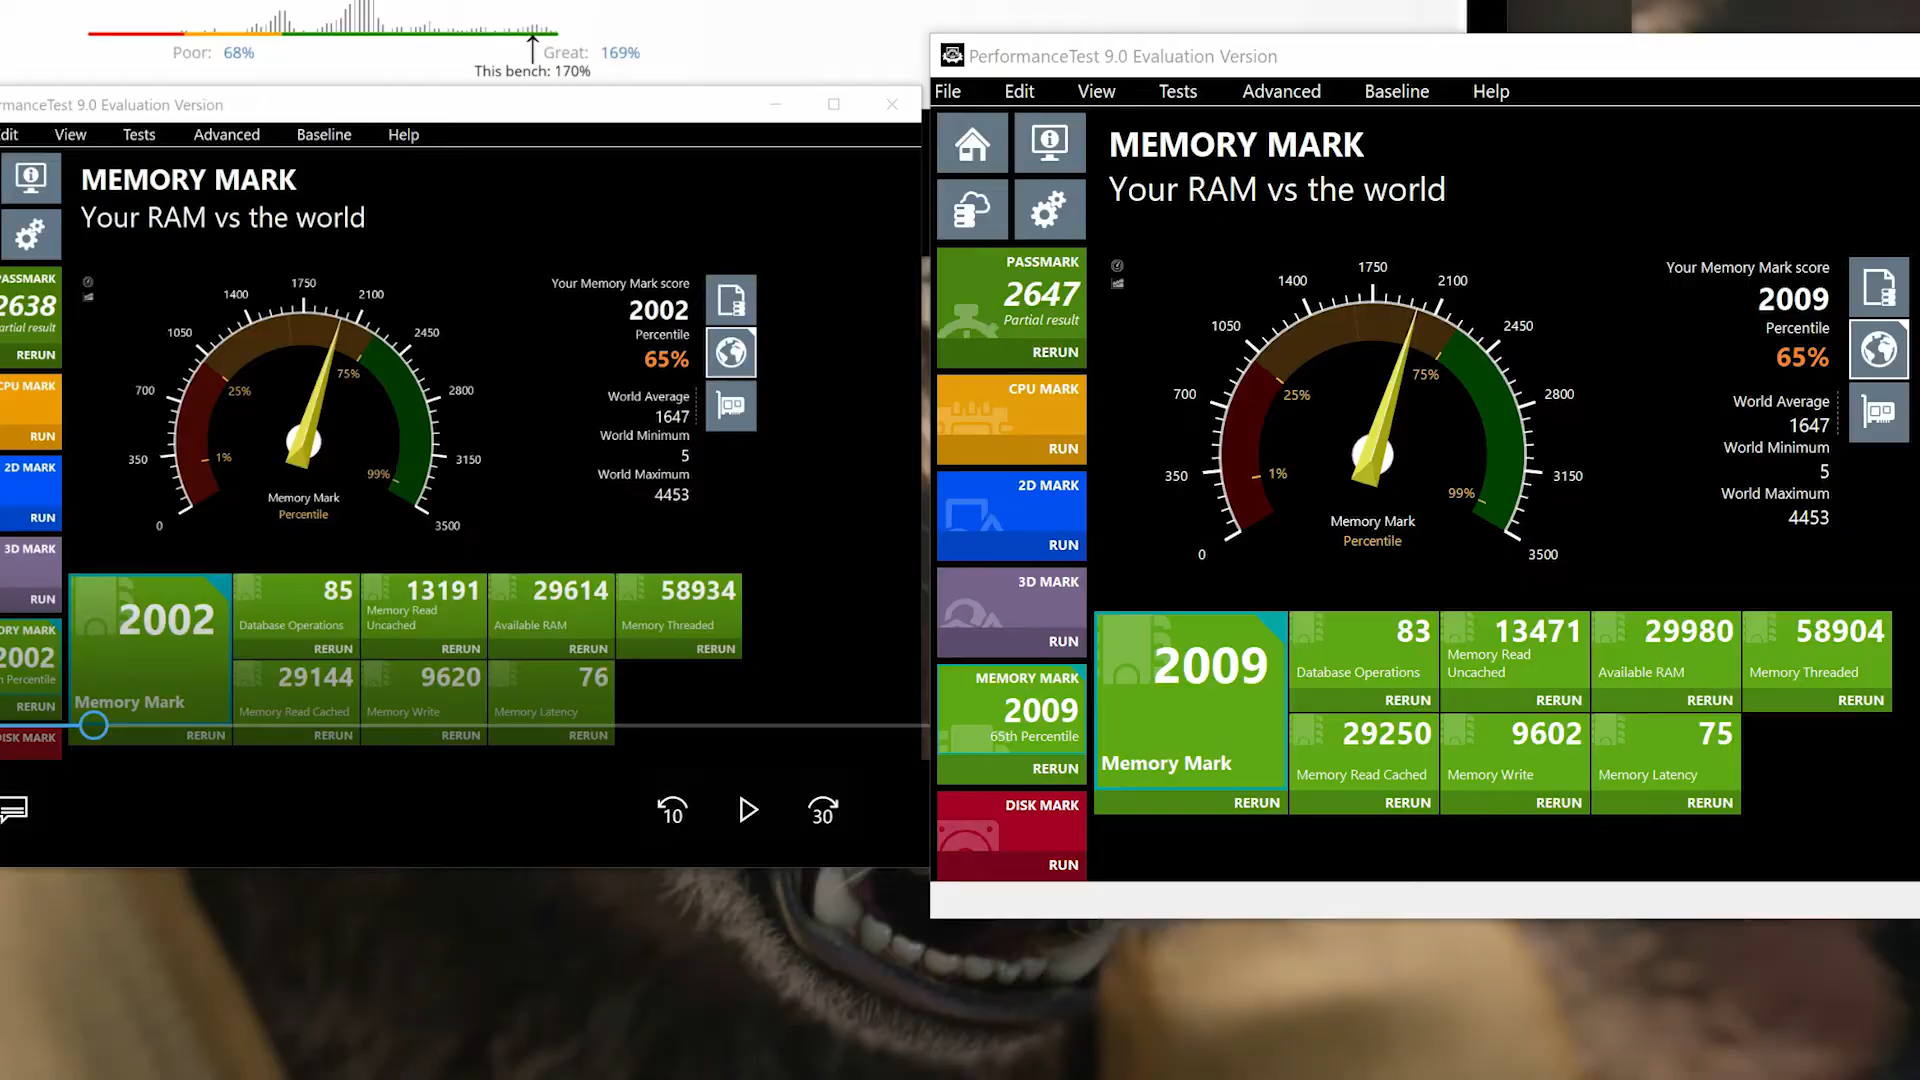 Poor: 68%
Great: 169%
This bench: 170%
manceTest 9.0 Evaluation Version
dit View Tests Advanced Baseline Help
MEMORY MARK
Your RAM vs the world
PASSMARK
2638
artial result
RERUN
CPU MARK
RUN
2D MARK
RUN
3D MARK
RUN
ORY MARK
2002
h Percentile
RERUN
DISK MARK
0
350
700
1050
1400
1750
2100
2450
2800
3150
3500
1%
25%
75%
99%
Memory Mark
Percentile
Your Memory Mark score
2002
Percentile
65%
World Average
1647
World Minimum
5
World Maximum
4453
2002
Memory Mark
RERUN
85
Database Operations
RERUN
13191
Memory Read
Uncached
RERUN
29614
Available RAM
RERUN
58934
Memory Threaded
RERUN
29144
Memory Read Cached
RERUN
9620
Memory Write
RERUN
76
Memory Latency
RERUN
10
30
PerformanceTest 9.0 Evaluation Version
File Edit View Tests Advanced Baseline Help
MEMORY MARK
Your RAM vs the world
PASSMARK
2647
Partial result
RERUN
CPU MARK
RUN
2D MARK
RUN
3D MARK
RUN
MEMORY MARK
2009
65th Percentile
RERUN
DISK MARK
RUN
0
350
700
1050
1400
1750
2100
2450
2800
3150
3500
1%
25%
75%
99%
Memory Mark
Percentile
Your Memory Mark score
2009
Percentile
65%
World Average
1647
World Minimum
5
World Maximum
4453
2009
Memory Mark
RERUN
83
Database Operations
RERUN
13471
Memory Read
Uncached
RERUN
29980
Available RAM
RERUN
58904
Memory Threaded
RERUN
29250
Memory Read Cached
RERUN
9602
Memory Write
RERUN
75
Memory Latency
RERUN